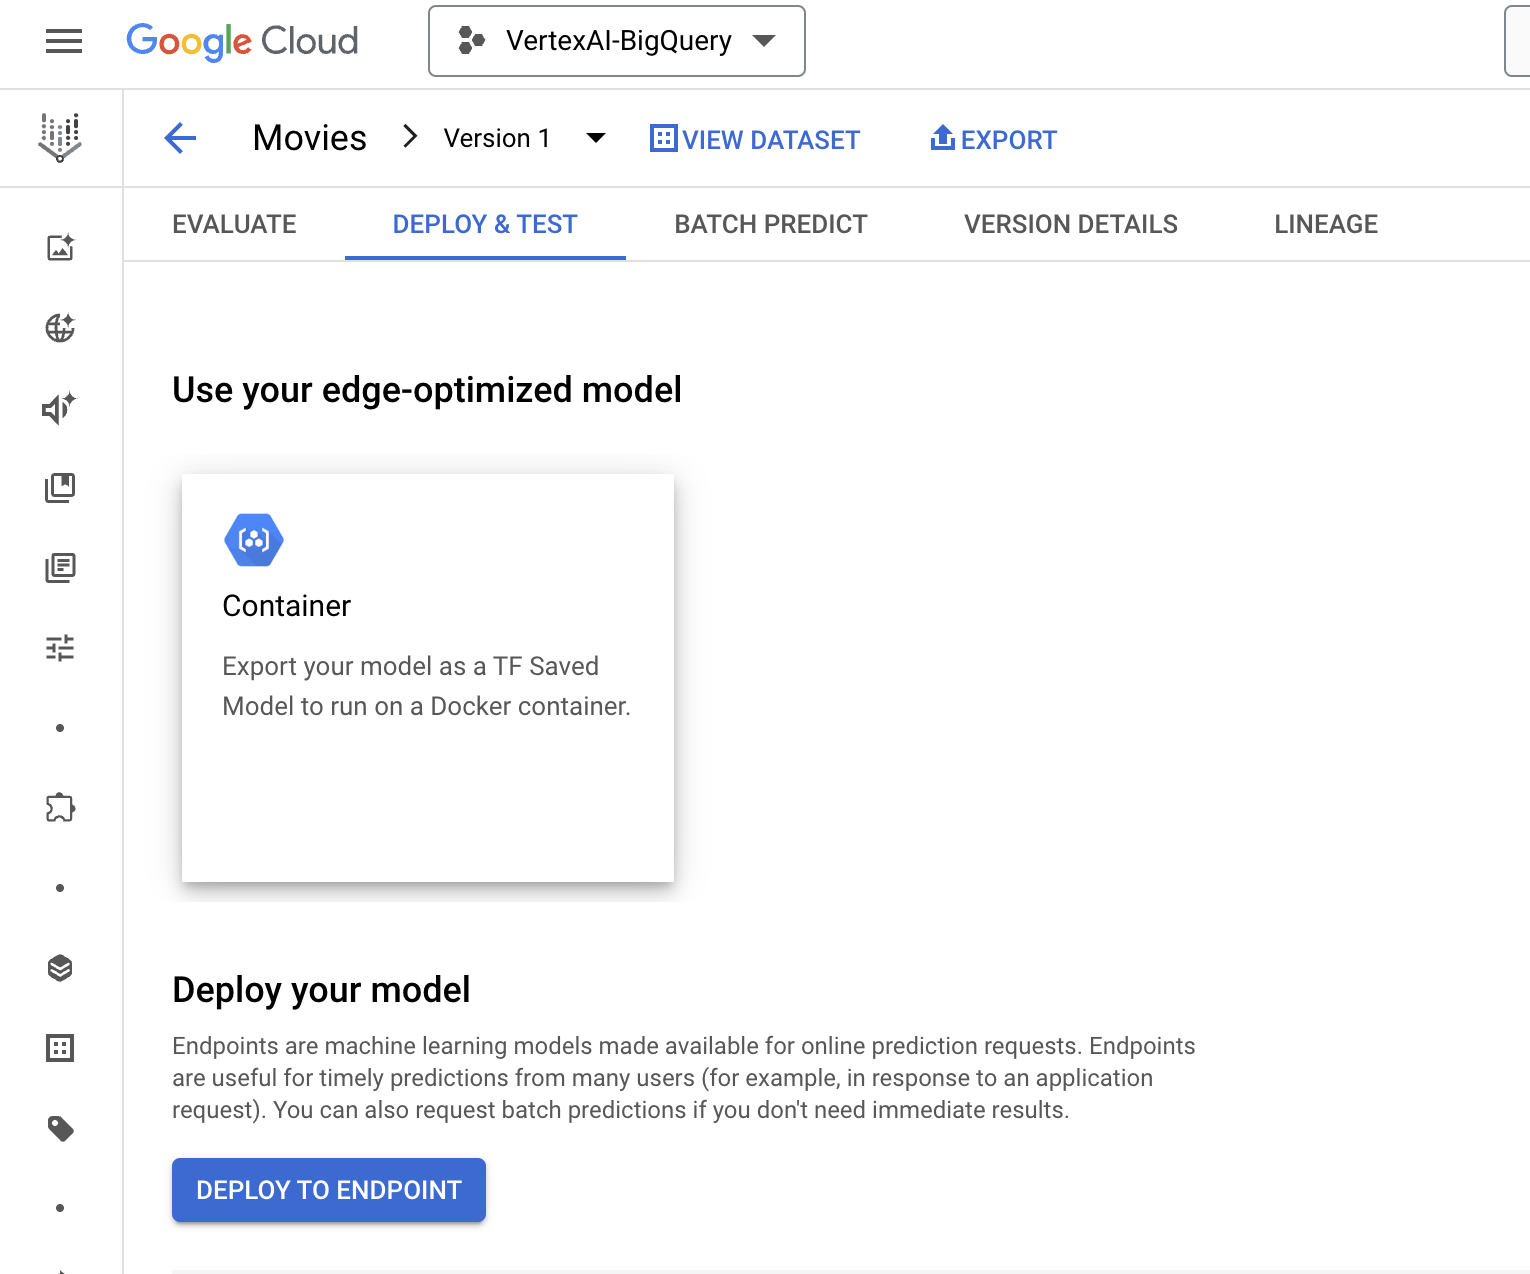 Google Cloud
VertexAI-BigQuery
Movies
Version 1
VIEW DATASET
EXPORT
EVALUATE
DEPLOY & TEST
BATCH PREDICT
VERSION DETAILS
LINEAGE
Use your edge-optimized model
Container
Export your model as a TF Saved
Model to run on a Docker container.
Deploy your model
Endpoints are machine learning models made available for online prediction requests. Endpoints
are useful for timely predictions from many users (for example, in response to an application
request). You can also request batch predictions if you don't need immediate results.
DEPLOY TO ENDPOINT